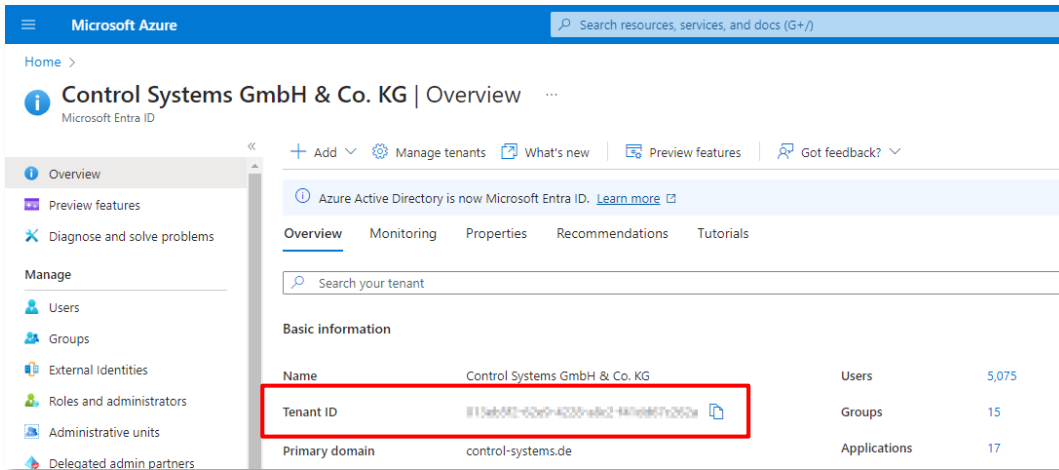 Microsoft Azure
Search resources, services, and docs (G+/)
Home >
Control Systems GmbH & Co. KG | Overview ...
Microsoft Entra ID
«
Add
Manage tenants
What's new
Preview features
Got feedback?
Overview
Preview features
Diagnose and solve problems
Manage
Users
Groups
External Identities
Roles and administrators
Administrative units
Delegated admin partners
Azure Active Directory is now Microsoft Entra ID. Learn more
Overview Monitoring Properties Recommendations Tutorials
Search your tenant
Basic information
Name Control Systems GmbH & Co. KG Users 5,075
Tenant ID Groups 15
Primary domain control-systems.de Applications 17